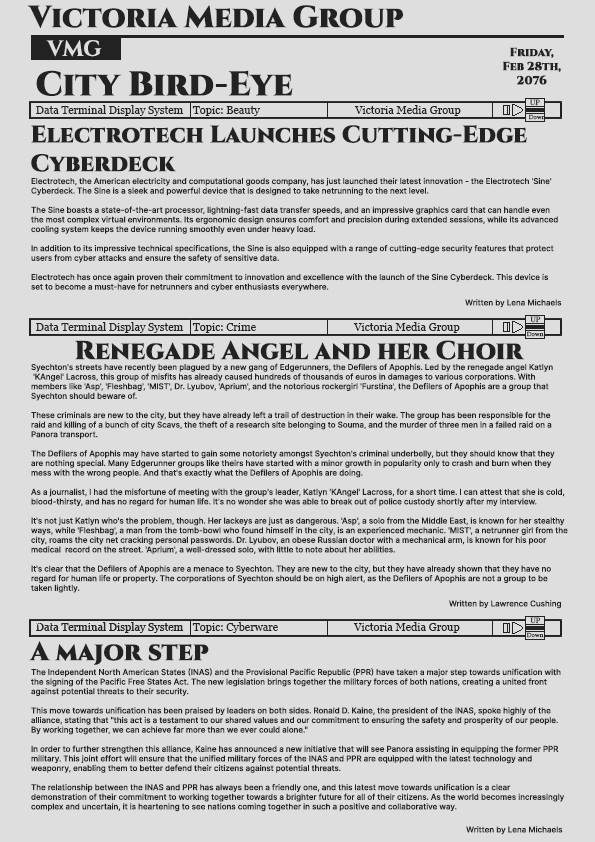 Victoria Media Group
VMG
Friday,
Feb 28th,
2076
City Bird-Eye
Data Terminal Display System Topic: Beauty Victoria Media Group UP Down
Electrotech Launches Cutting-Edge
Cyberdeck
Electrotech, the American electricity and computational goods company, has just launched their latest innovation - the Electrotech 'Sine'
Cyberdeck. The Sine is a sleek and powerful device that is designed to take netrunning to the next level.
The Sine boasts a state-of-the-art processor, lightning-fast data transfer speeds, and an impressive graphics card that can handle even
the most complex virtual environments. Its ergonomic design ensures comfort and precision during extended sessions, while its advanced
cooling system keeps the device running smoothly even under heavy load.
In addition to its impressive technical specifications, the Sine is also equipped with a range of cutting-edge security features that protect
users from cyber attacks and ensure the safety of sensitive data.
Electrotech has once again proven their commitment to innovation and excellence with the launch of the Sine Cyberdeck. This device is
set to become a must-have for netrunners and cyber enthusiasts everywhere.
Written by Lena Michaels
Data Terminal Display System Topic: Crime Victoria Media Group UP Down
Renegade Angel and her Choir
Syechton's streets have recently been plagued by a new gang of Edgerunners, the Defilers of Apophis. Led by the renegade angel Katlyn
'KAngel' Lacross, this group of misfits has already caused hundreds of thousands of euros in damages to various corporations. With
members like 'Asp', 'Fleshbag', 'MIST', Dr. Lyubov, 'Aprium', and the notorious rockergirl 'Furstina', the Defilers of Apophis are a group that
Syechton should beware of.
These criminals are new to the city, but they have already left a trail of destruction in their wake. The group has been responsible for the
raid and killing of a bunch of city Scavs, the theft of a research site belonging to Souma, and the murder of three men in a failed raid on a
Panora transport.
The Defilers of Apophis may have started to gain some notoriety amongst Syechton's criminal underbelly, but they should know that they
are nothing special. Many Edgerunner groups like theirs have started with a minor growth in popularity only to crash and burn when they
mess with the wrong people. And that's exactly what the Defilers of Apophis are doing.
As a journalist, I had the misfortune of meeting with the group's leader, Katlyn 'KAngel' Lacross, for a short time. I can attest that she is cold,
blood-thirsty, and has no regard for human life. It's no wonder she was able to break out of police custody shortly after my interview.
It's not just Katlyn who's the problem, though. Her lackeys are just as dangerous. 'Asp', a solo from the Middle East, is known for her stealthy
ways, while 'Fleshbag', a man from the tomb-bowl who found himself in the city, is an experienced mechanic. 'MIST', a netrunner girl from the
city, roams the city net cracking personal passwords. Dr. Lyubov, an obese Russian doctor with a mechanical arm, is known for his poor
medical record on the street. 'Aprium', a well-dressed solo, with little to note about her abilities.
It's clear that the Defilers of Apophis are a menace to Syechton. They are new to the city, but they have already shown that they have no
regard for human life or property. The corporations of Syechton should be on high alert, as the Defilers of Apophis are not a group to be
taken lightly.
Written by Lawrence Cushing
Data Terminal Display System Topic: Cyberware Victoria Media Group UP Down
A major step
The Independent North American States (INAS) and the Provisional Pacific Republic (PPR) have taken a major step towards unification with
the signing of the Pacific Free States Act. The new legislation brings together the military forces of both nations, creating a united front
against potential threats to their security.
This move towards unification has been praised by leaders on both sides. Ronald D. Kaine, the president of the INAS, spoke highly of the
alliance, stating that "this act is a testament to our shared values and our commitment to ensuring the safety and prosperity of our people.
By working together, we can achieve far more than we ever could alone."
In order to further strengthen this alliance, Kaine has announced a new initiative that will see Panora assisting in equipping the former PPR
military. This joint effort will ensure that the unified military forces of the INAS and PPR are equipped with the latest technology and
weaponry, enabling them to better defend their citizens against potential threats.
The relationship between the INAS and PPR has always been a friendly one, and this latest move towards unification is a clear
demonstration of their commitment to working together towards a brighter future for all of their citizens. As the world becomes increasingly
complex and uncertain, it is heartening to see nations coming together in such a positive and collaborative way.
Written by Lena Michaels